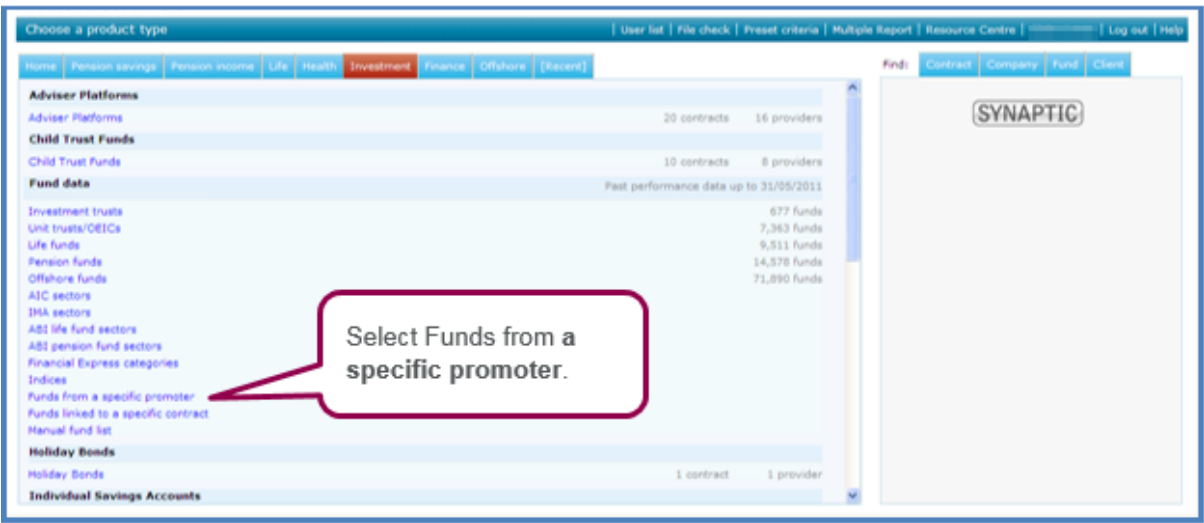 Choose a product type | User list | File check | Preset criteria | Multiple Report | Resource Centre | | Log out | Help
Home Pension savings Pension income Life Health Investment Finance Offshore [Recent] Find: Contract Company Fund Client
Adviser Platforms
Adviser Platforms 20 contracts 16 providers
SYNAPTIC
Child Trust Funds
Child Trust Funds 10 contracts 8 providers
Fund data Past performance data up to 31/05/2011
Investment trusts 677 funds
Unit trusts/OEICs 7,363 funds
Life funds 9,511 funds
Pension funds 14,578 funds
Offshore funds 71,890 funds
AIC sectors
IMA sectors
ABI life fund sectors
ABI pension fund sectors
Financial Express categories
Indices
Funds from a specific promoter
Funds linked to a specific contract
Manual fund list
Select Funds from a
specific promoter.
Holiday Bonds
Holiday Bonds 1 contract 1 provider
Individual Savings Accounts